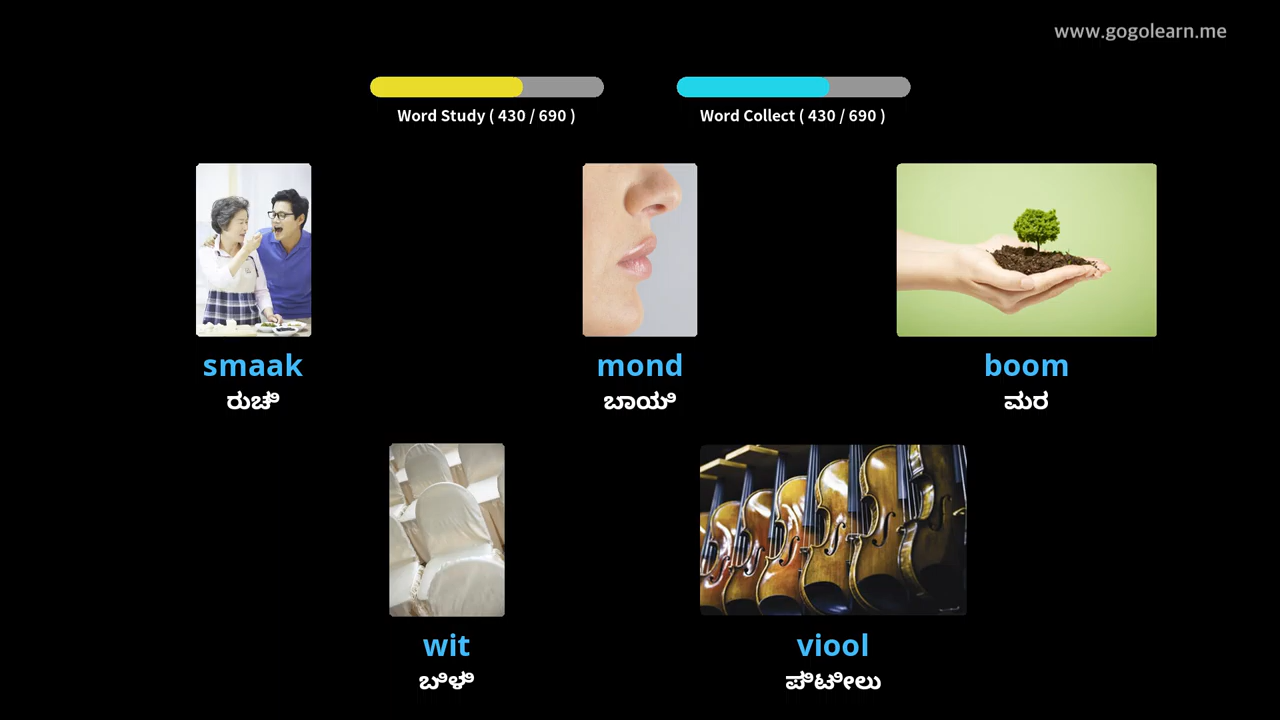 www.gogolearn.me
Word Study ( 430 / 690 )
Word Collect ( 430 / 690 )
smaak
ರುಚಿ
mond
ಬಾಯಿ
boom
ಮರ
wit
ಬಿಳಿ
viool
ಪಿಟೀಲು